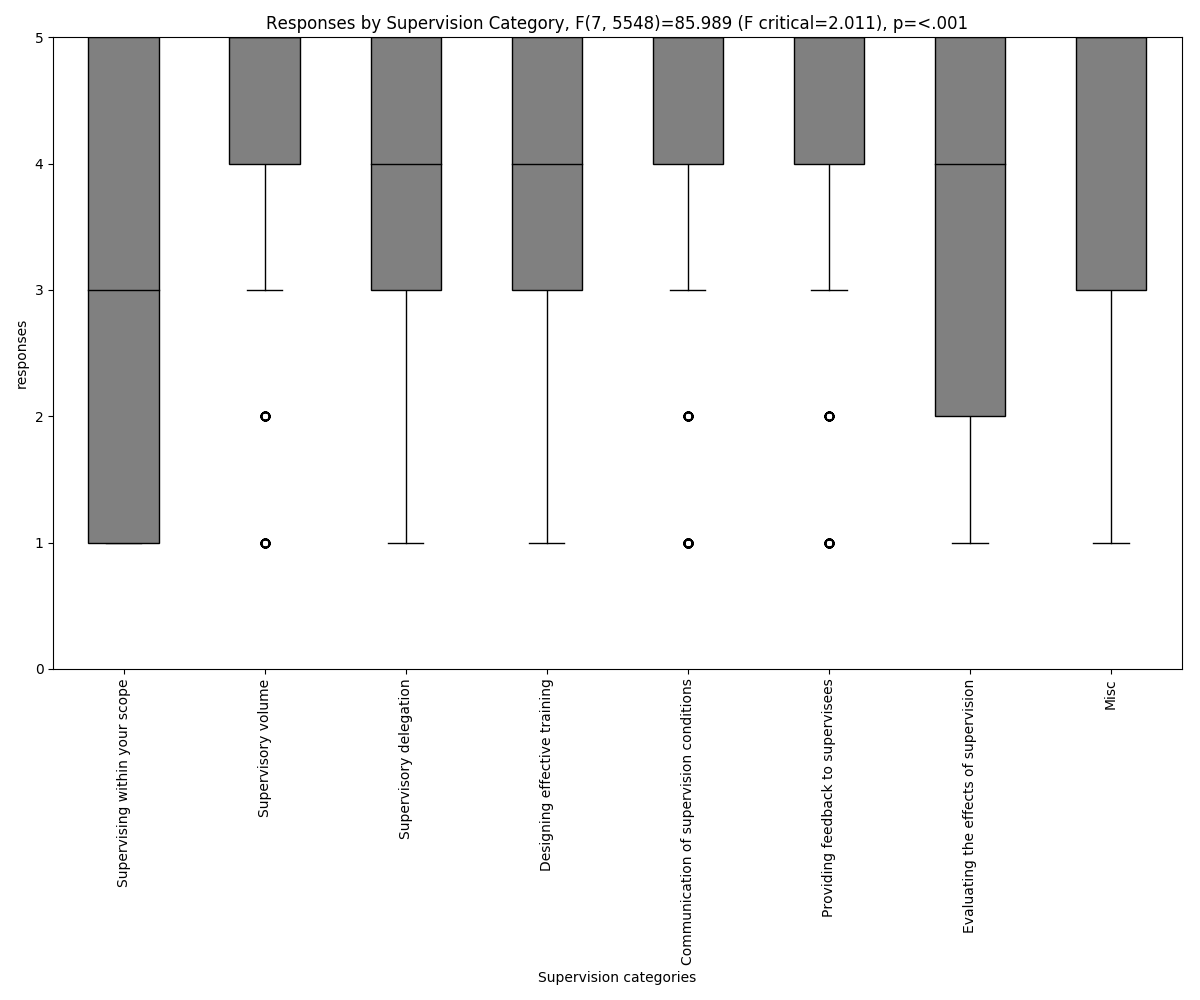 Responses by Supervision Category, F(7, 5548)=85.989 (F critical=2.011), p=<.001
5
4
3
2
1
0
responses
Supervising within your scope
Supervisory volume
Supervisory delegation
Designing effective training
Communication of supervision conditions
Providing feedback to supervisees
Evaluating the effects of supervision
Misc
Supervision categories